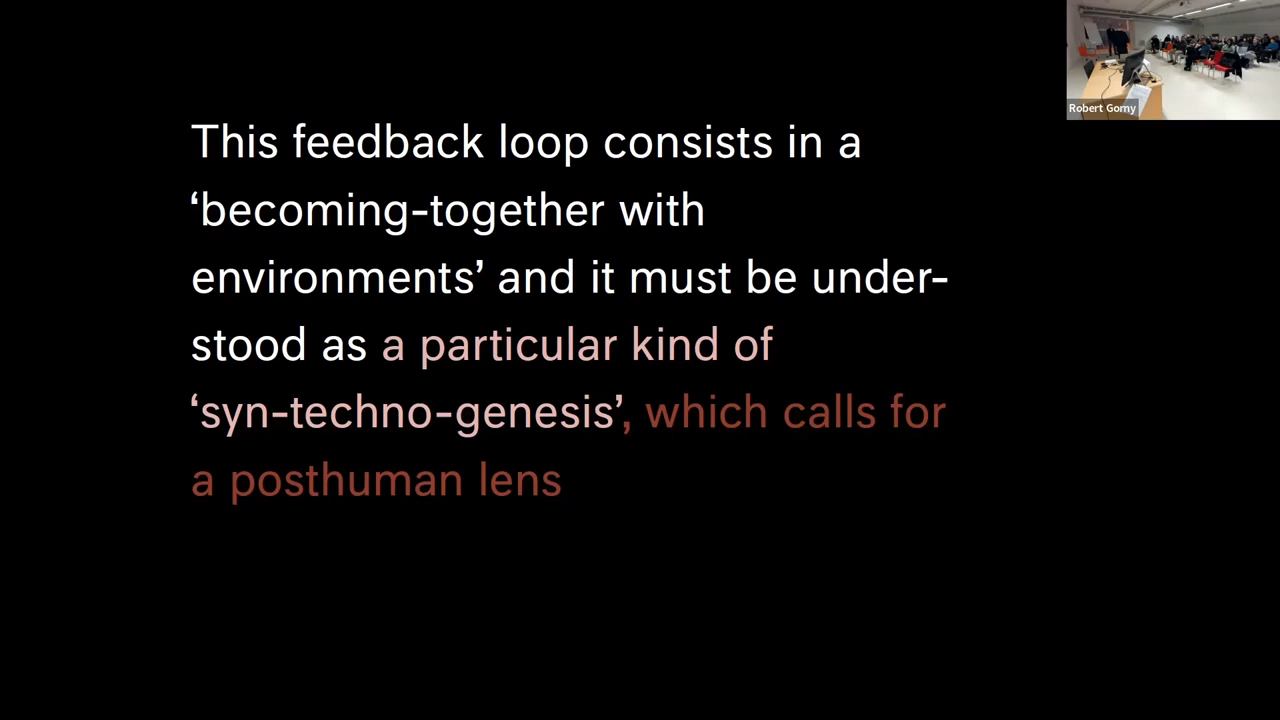 This feedback loop consists in a
‘becoming-together with
environments’ and it must be under-
stood as a particular kind of
‘syn-techno-genesis’, which calls for
a posthuman lens
Robert Gorny